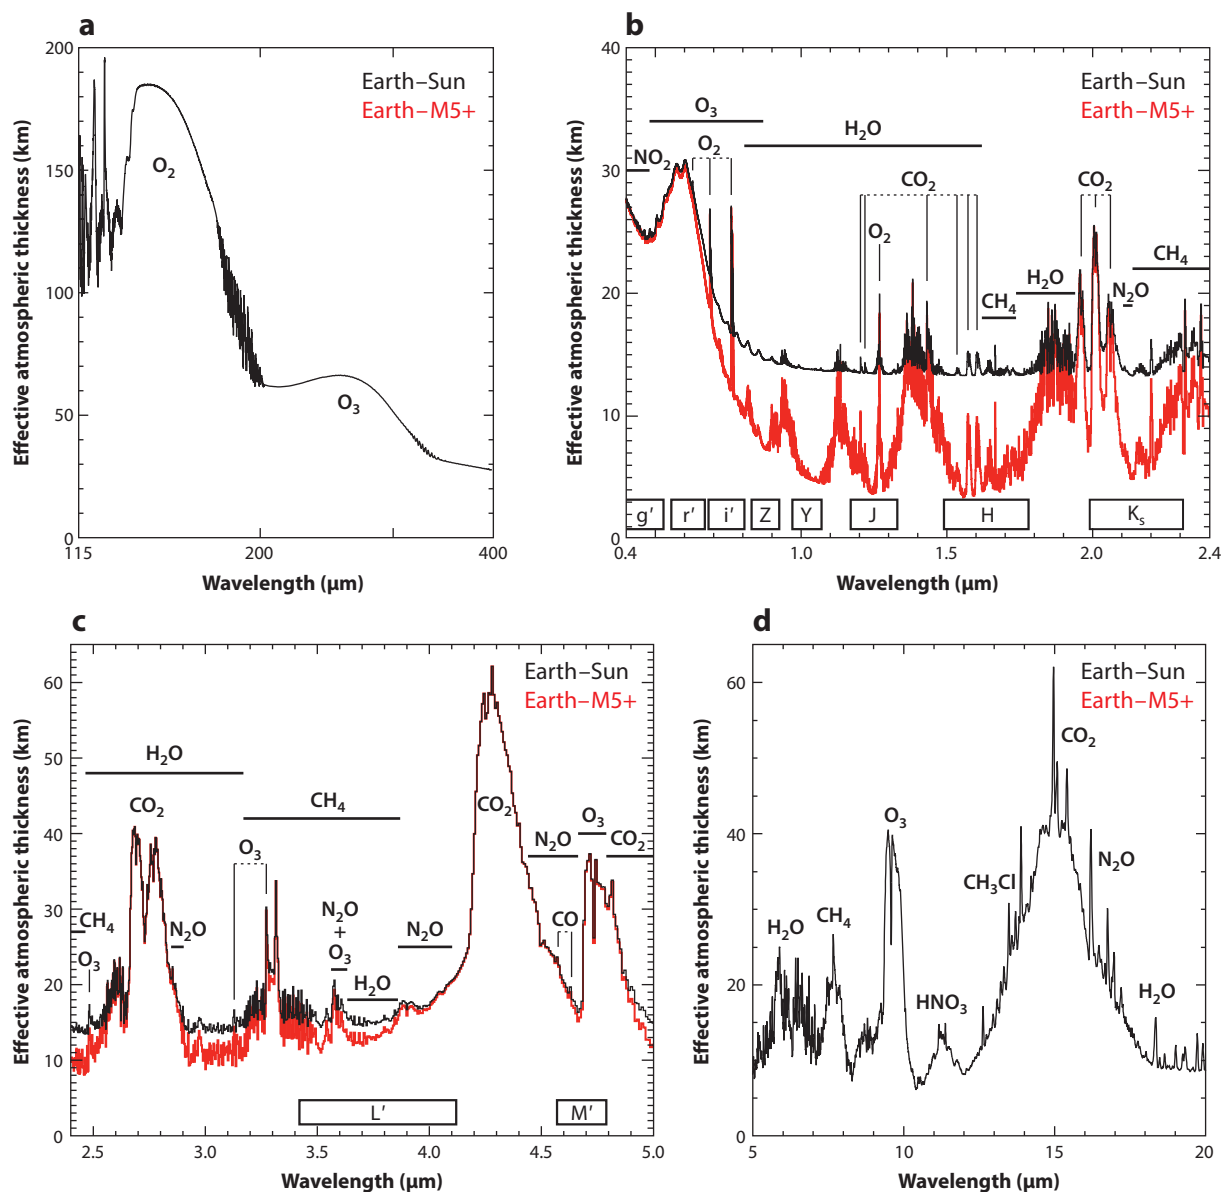 a
Effective atmospheric thickness (km)
200
150
100
50
0
Earth–Sun
Earth–M5+
O₂
O₃
115
200
400
Wavelength (µm)
b
Effective atmospheric thickness (km)
40
30
20
10
0
Earth–Sun
Earth–M5+
O₃
H₂O
NO₂
O₂
CO₂
CO₂
O₂
CH₄
H₂O
N₂O
CH₄
g′
r′
i′
Z
Y
J
H
Kₛ
0.4
1.0
1.5
2.0
2.4
Wavelength (µm)
c
Effective atmospheric thickness (km)
60
50
40
30
20
10
0
Earth–Sun
Earth–M5+
H₂O
CO₂
CH₄
O₃
CH₄
O₃
N₂O
N₂O
+
O₃
H₂O
N₂O
CO₂
O₃
N₂O
CO₂
CO
L′
M′
2.5
3.0
3.5
4.0
4.5
5.0
Wavelength (µm)
d
Effective atmospheric thickness (km)
60
40
20
0
Earth–Sun
Earth–M5+
CO₂
O₃
CH₃Cl
N₂O
H₂O
CH₄
HNO₃
H₂O
5
10
15
20
Wavelength (µm)